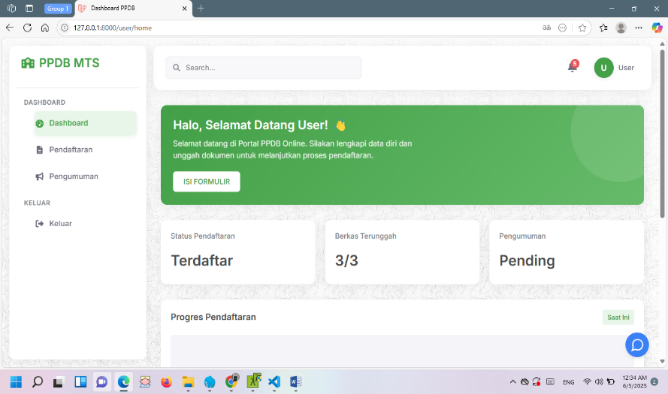 Group 1
Dashboard PPDB
127.0.0.1:8000/user/home
PPDB MTS
Search...
5
U
User
DASHBOARD
Dashboard
Pendaftaran
Pengumuman
KELUAR
Keluar
Halo, Selamat Datang User! 👋
Selamat datang di Portal PPDB Online. Silakan lengkapi data diri dan
unggah dokumen untuk melanjutkan proses pendaftaran.
ISI FORMULIR
Status Pendaftaran
Terdaftar
Berkas Terunggah
3/3
Pengumuman
Pending
Progres Pendaftaran
Saat Ini
ENG
12:34 AM
6/5/2025